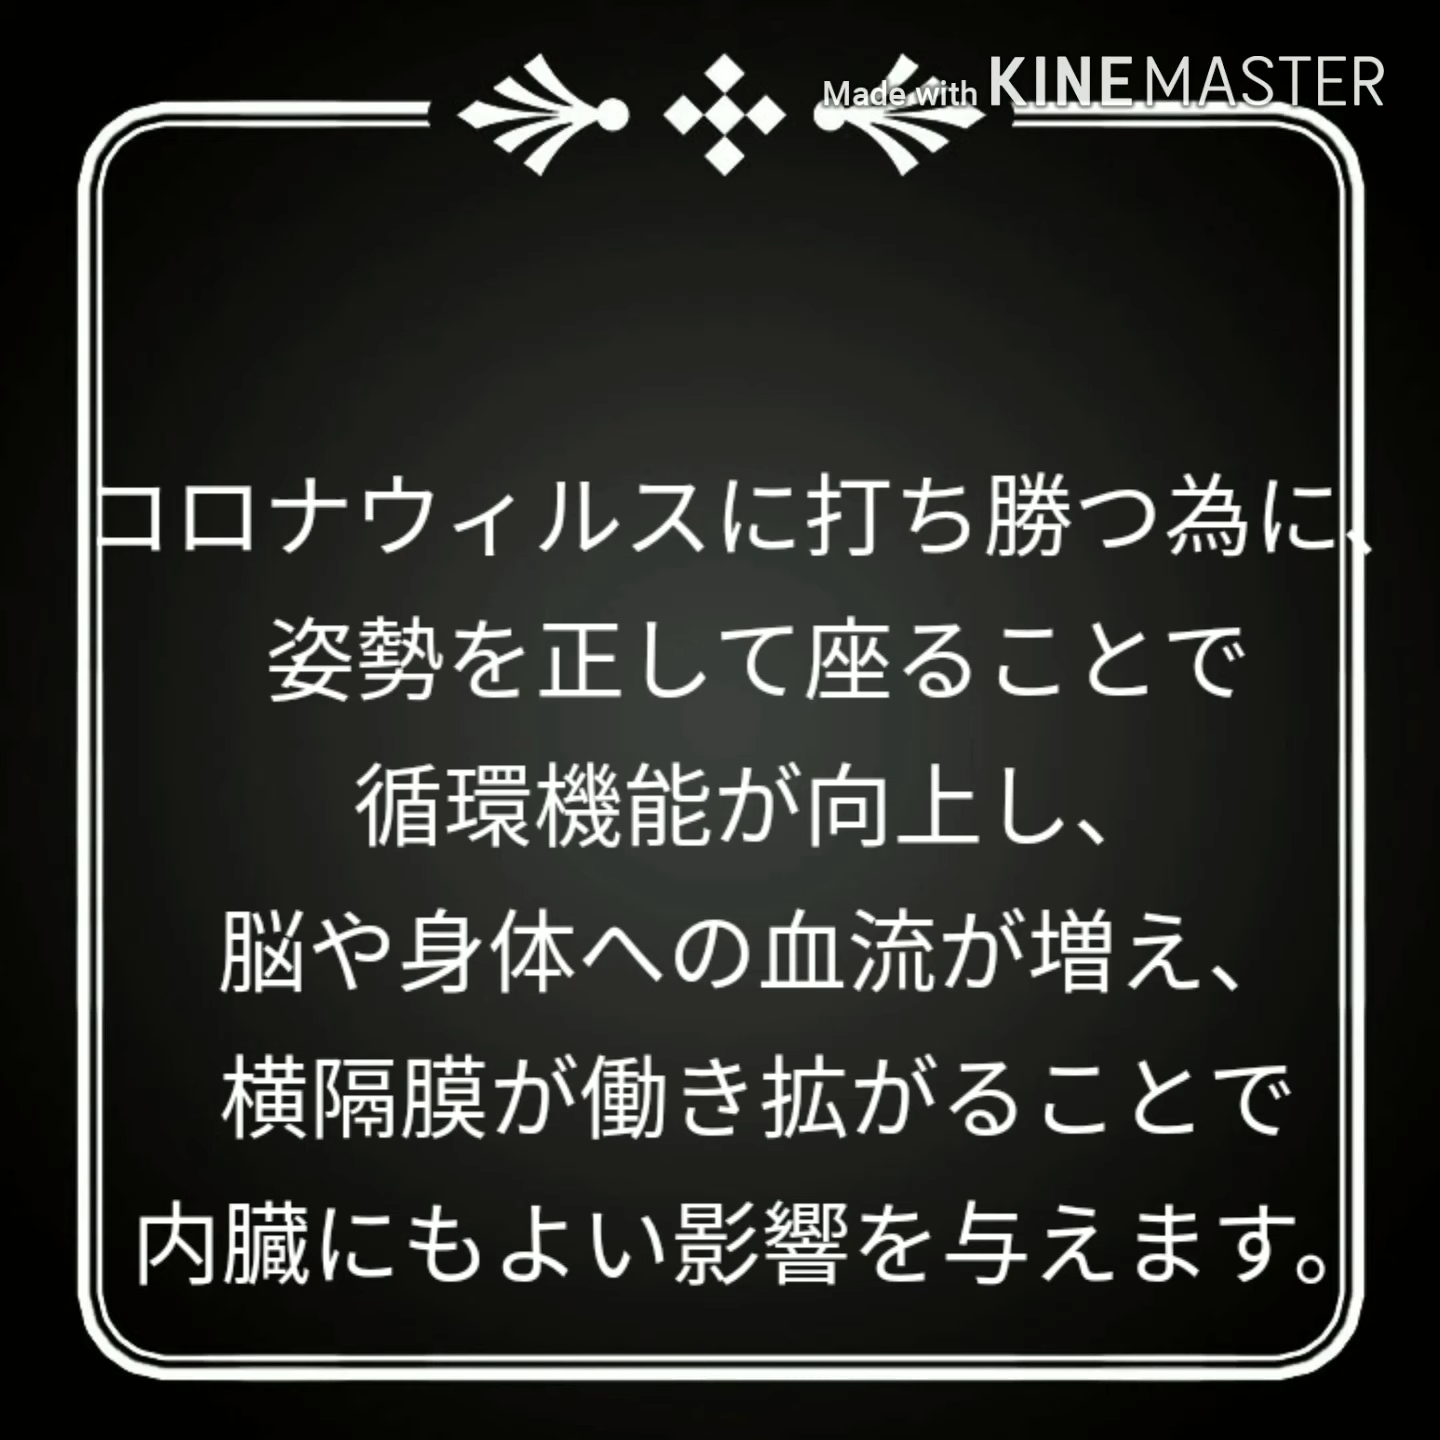 Made with KINEMASTER
コロナウィルスに打ち勝つ為に、
姿勢を正して座ることで
循環機能が向上し、
脳や身体への血流が増え、
横隔膜が働き拡がることで
内臓にもよい影響を与えます。